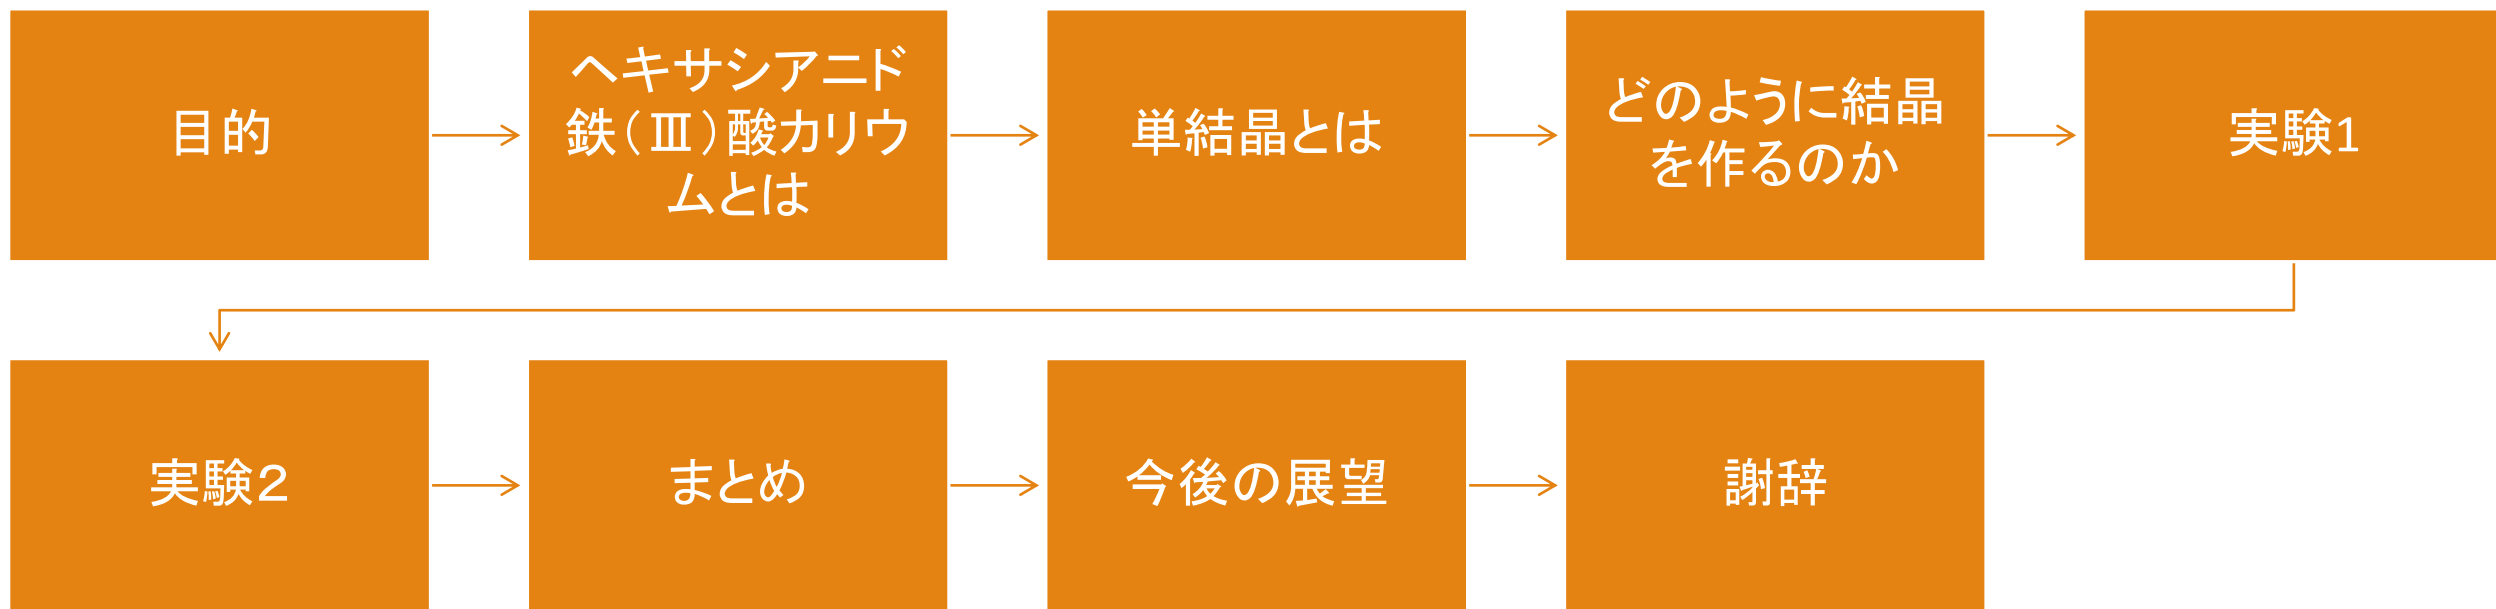 目的
ヘキサシアノド
鉄(Ⅲ)酸カリウ
ムとは
単結晶とは
どのように結晶
を作るのか
実験1
実験2
まとめ
今後の展望
謝辞